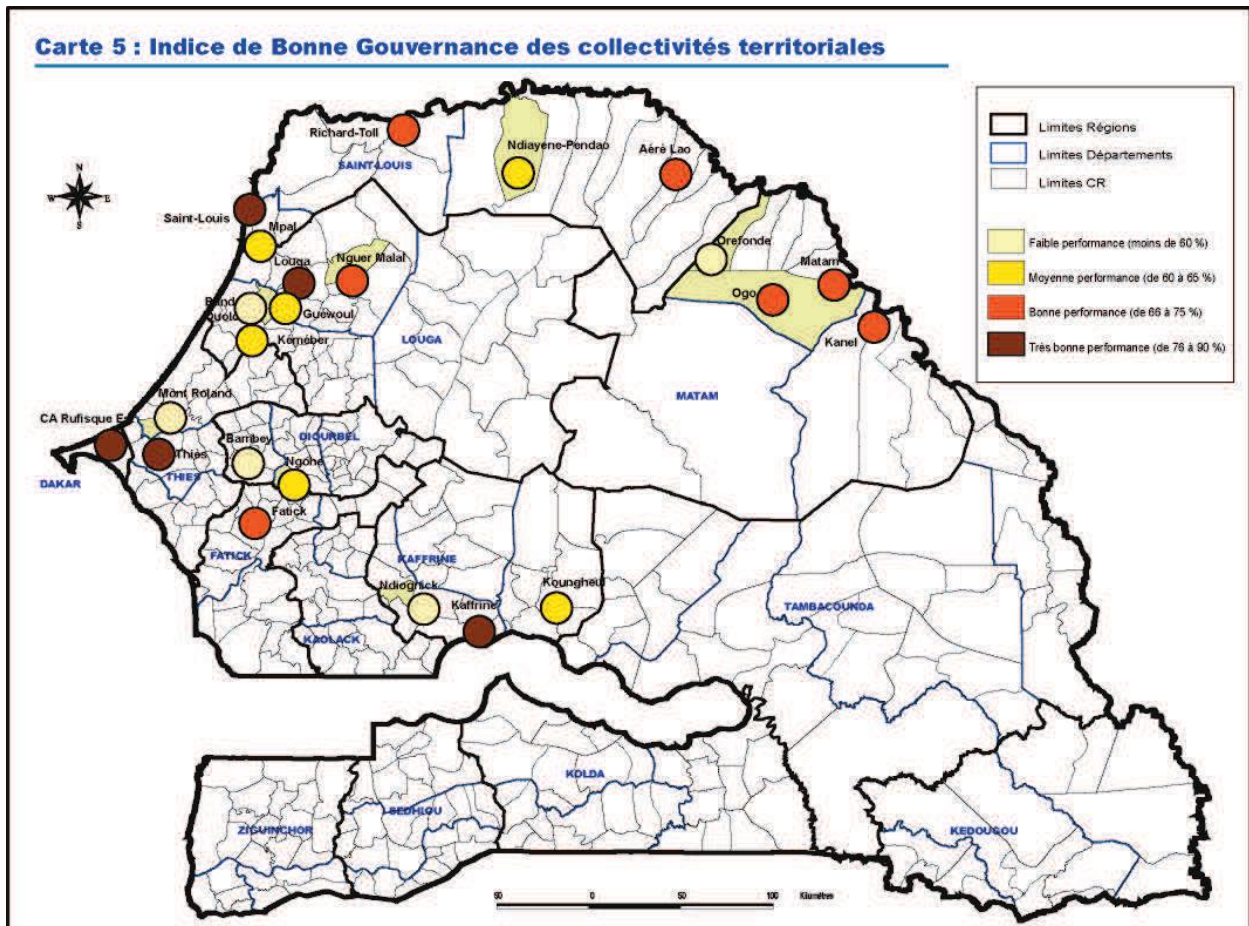 Carte 5 : Indice de Bonne Gouvernance des collectivités territoriales
Limites Régions
Limites Départements
Limites CR
Faible performance (moins de 60 %)
Moyenne performance (de 60 à 65 %)
Bonne performance (de 66 à 75 %)
Très bonne performance (de 76 à 90 %)
N
W
E
S
Richard-Toll
SAINT-LOUIS
Ndiayene-Pendao
Aéré Lao
Saint-Louis
Mpal
Louga
Nguer Malal
Orefonde
Matam
Ogo
Guéwoul
Kanel
LOUGA
MATAM
Mont Roland
CA Rufisque E
Thiès
THIES
DAKAR
Bambey
DIOURBEL
Ngohe
Fatick
FATICK
KAFFRINE
Koungheul
Kaffrine
TAMBACOUNDA
KAOLACK
KOLDA
SEDHIOU
ZIGUINCHOR
KEDOUGOU
50 0 50 100 Kilomètres